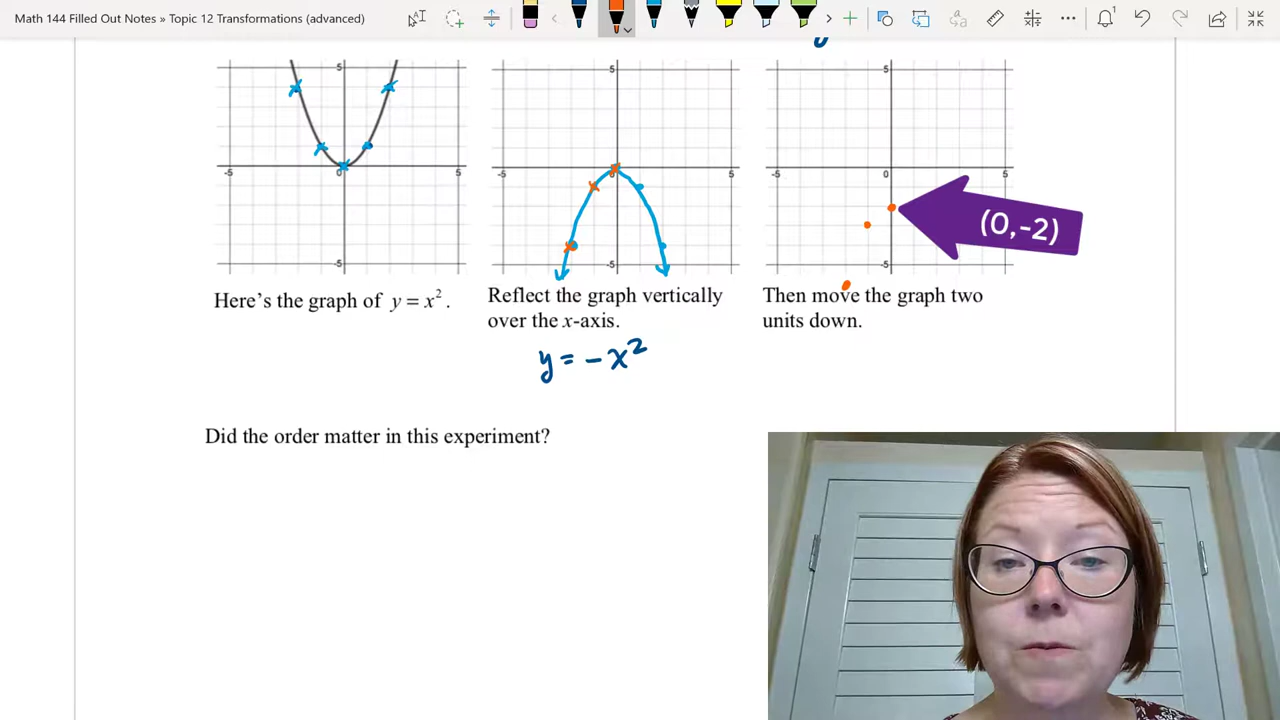 Math 144 Filled Out Notes » Topic 12 Transformations (advanced)
5
-5
0
5
-5
5
-5
0
5
-5
5
-5
0
5
-5
(0,-2)
Here's the graph of y = x².
Reflect the graph vertically
over the x-axis.
Then move the graph two
units down.
y = -x²
Did the order matter in this experiment?